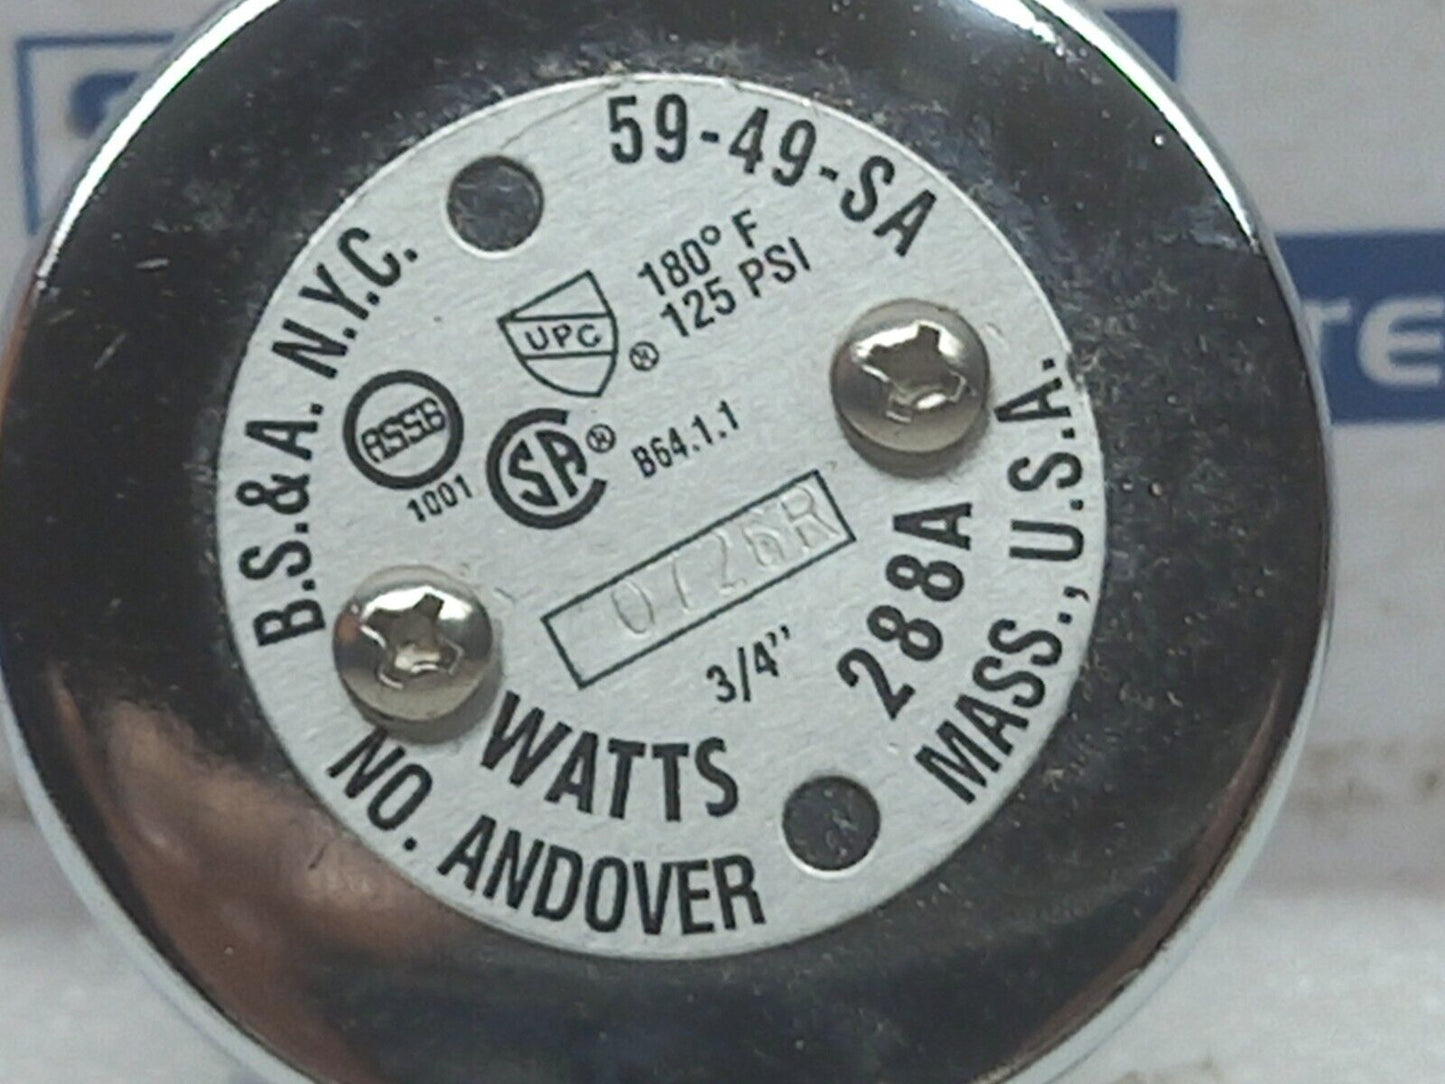 59-49-SA
B.S.&A. N.Y.C.
180° F
125 PSI
UPC ®
ASSE
1001
SA ®
B64.1.1
0726R
3/4"
288A
WATTS
NO. ANDOVER
MASS., U.S.A.